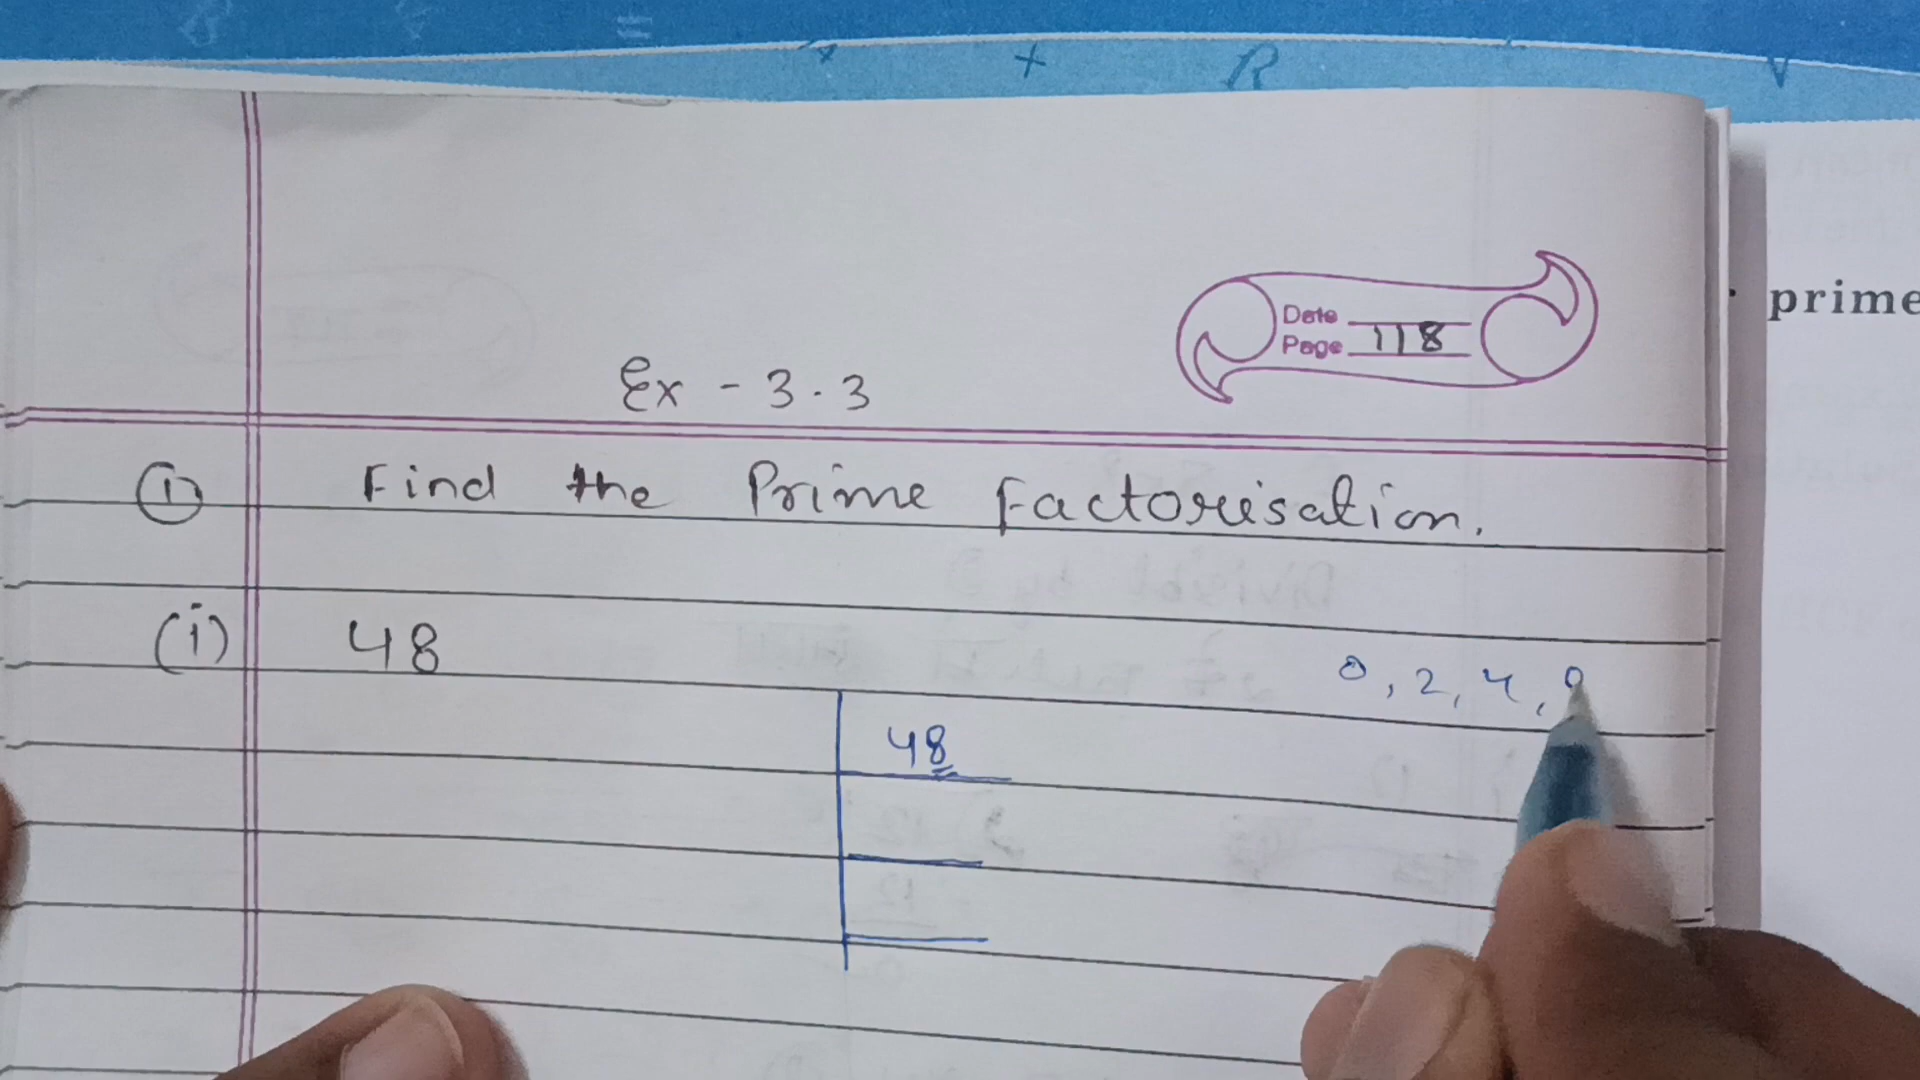 + R
prime
Date
Page 118
Ex - 3.3
① Find the Prime Factorisation.
(i) 48
0, 2, 4,
48